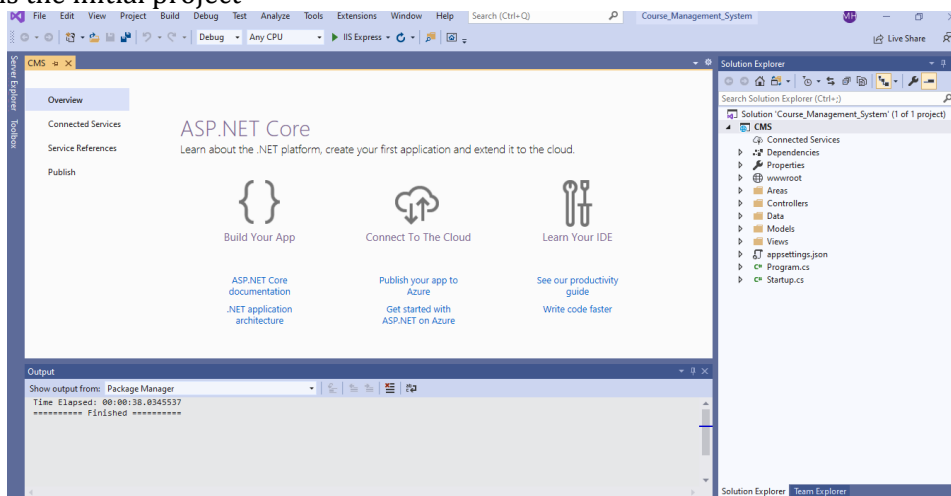 is the initial project
File Edit View Project Build Debug Test Analyze Tools Extensions Window Help Search (Ctrl+Q) Course_Management_System MH
Debug Any CPU IIS Express Live Share
Server Explorer
Toolbox
CMS
Overview
Connected Services
Service References
Publish
ASP.NET Core
Learn about the .NET platform, create your first application and extend it to the cloud.
Build Your App Connect To The Cloud Learn Your IDE
ASP.NET Core Publish your app to See our productivity
documentation Azure guide
.NET application Get started with Write code faster
architecture ASP.NET on Azure
Output
Show output from: Package Manager
Time Elapsed: 00:00:38.0345537
========== Finished ==========
Solution Explorer
Search Solution Explorer (Ctrl+;)
Solution 'Course_Management_System' (1 of 1 project)
CMS
Connected Services
Dependencies
Properties
wwwroot
Areas
Controllers
Data
Models
Views
appsettings.json
C# Program.cs
C# Startup.cs
Solution Explorer Team Explorer